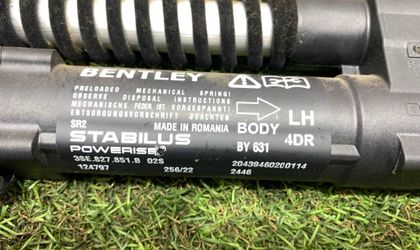 BENTLEY
PRELOADED MECHANICAL SPRING!
OBSERVE DISPOSAL INSTRUCTIONS
MECHANISCHE FEDER IST VORGESPANNT!
ENTSORGUNGSVORSCHRIFT BEACHTEN
SR2 MADE IN ROMANIA BODY LH
STABILUS BY 631 4DR
POWERISE
3SE.827.851.B 02S 20439460200114
124797 256/22 2446